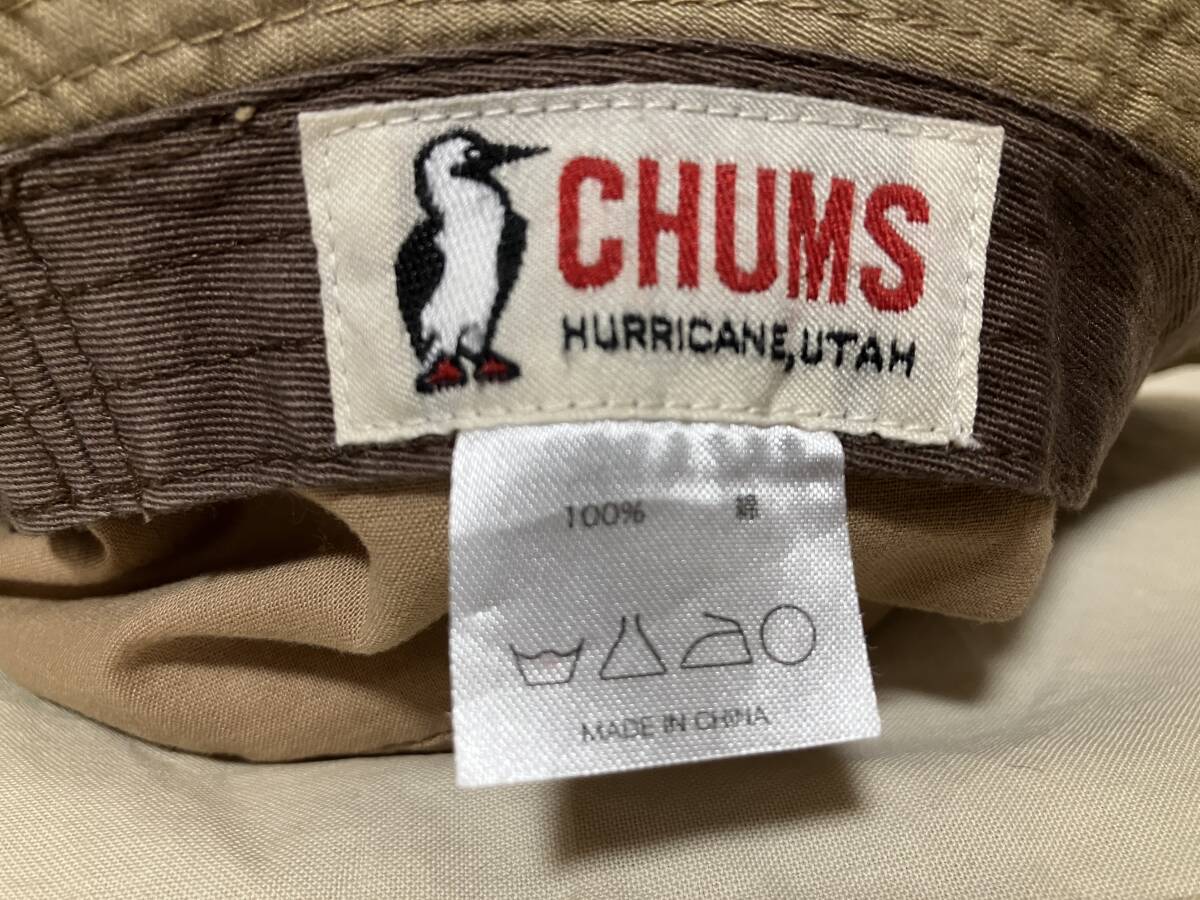 CHUMS
HURRICANE, UTAH
100% 綿
MADE IN CHINA